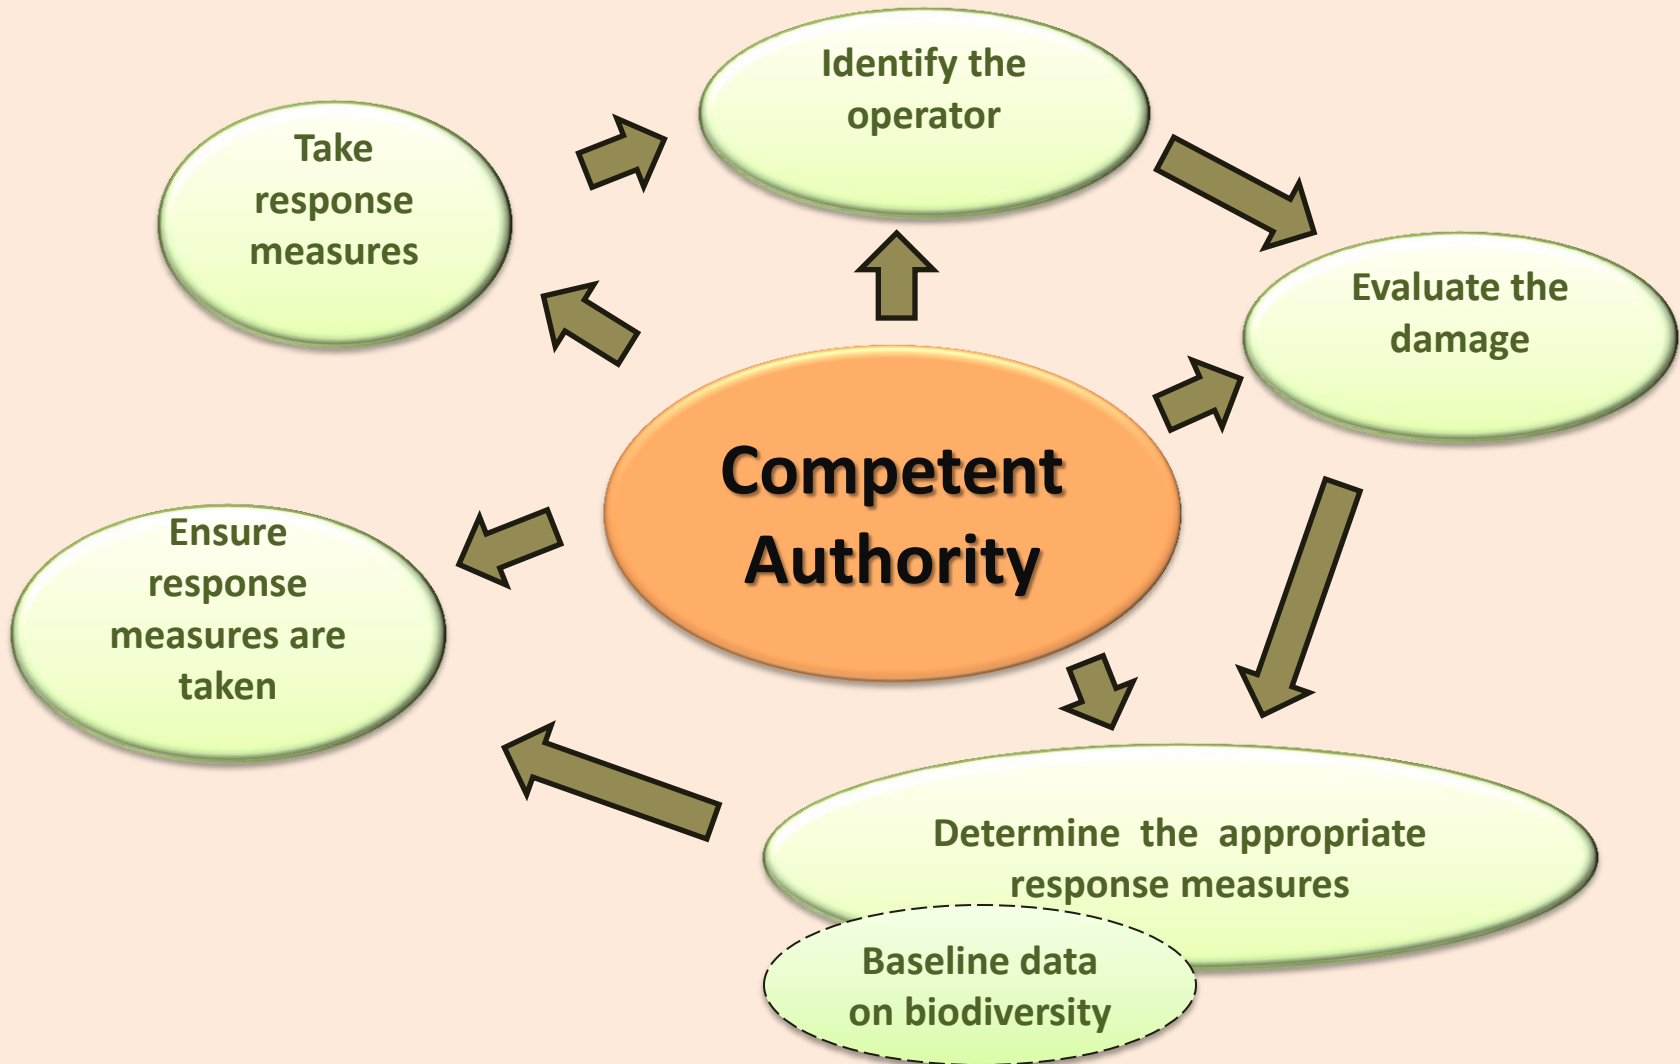 Identify the
operator
Take
response
measures
Evaluate the
damage
Competent
Authority
Ensure
response
measures are
taken
Determine the appropriate
response measures
Baseline data
on biodiversity